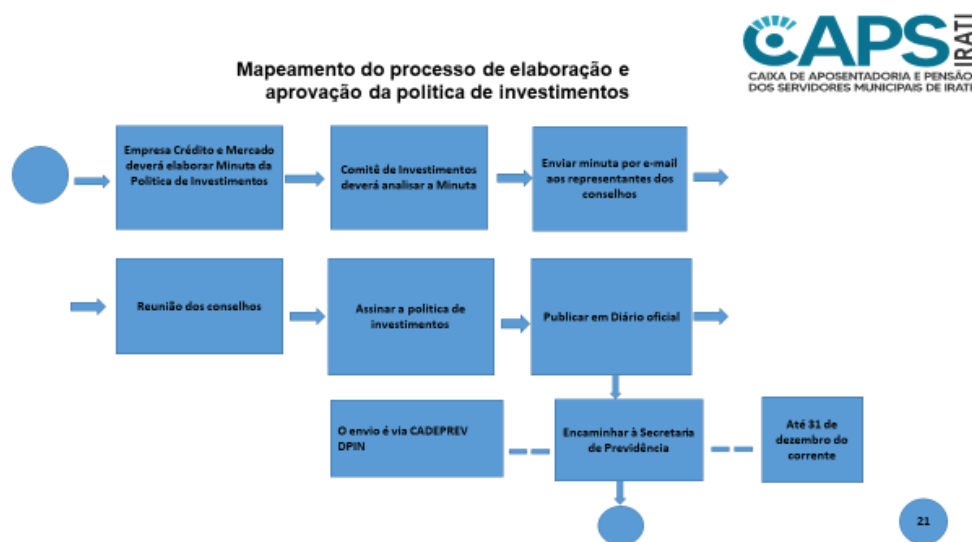 CAPS IRATI
CAIXA DE APOSENTADORIA E PENSÃO
DOS SERVIDORES MUNICIPAIS DE IRATI
Mapeamento do processo de elaboração e
aprovação da politica de investimentos
Empresa Crédito e Mercado
deverá elaborar Minuta da
Politica de Investimentos
Comitê de Investimentos
deverá analisar a Minuta
Enviar minuta por e-mail
aos representantes dos
conselhos
Reunião dos conselhos
Assinar a politica de
investimentos
Publicar em Diário oficial
O envio é via CADEPREV
DPIN
Encaminhar à Secretaria
de Previdência
Até 31 de
dezembro do
corrente
21